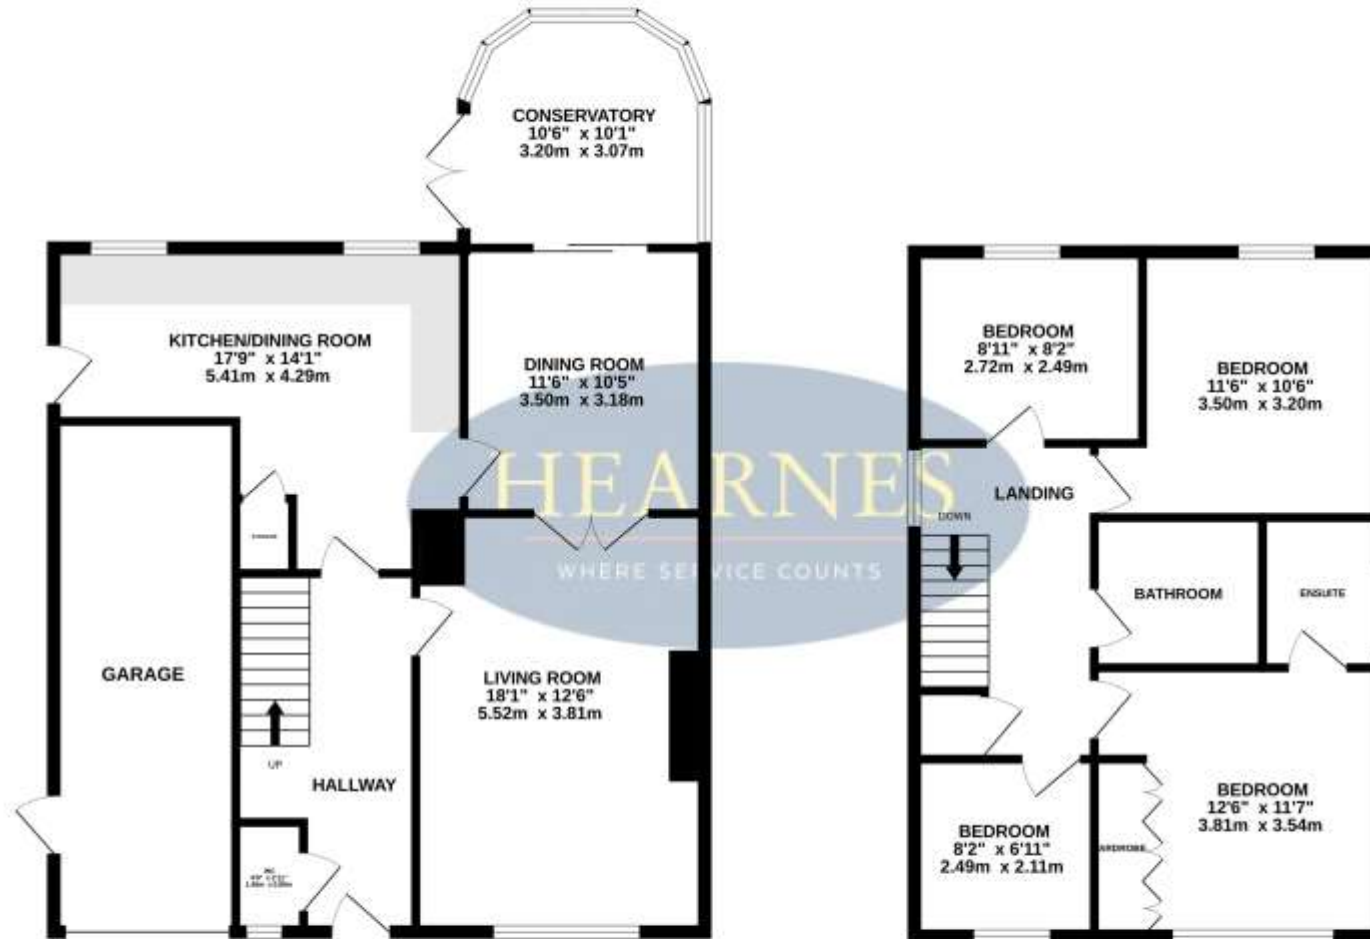 CONSERVATORY
10'6" x 10'1"
3.20m x 3.07m
KITCHEN/DINING ROOM
17'9" x 14'1"
5.41m x 4.29m
DINING ROOM
11'6" x 10'5"
3.50m x 3.18m
BEDROOM
8'11" x 8'2"
2.72m x 2.49m
BEDROOM
11'6" x 10'6"
3.50m x 3.20m
HEARNES
WHERE SERVICE COUNTS
LANDING
DOWN
BATHROOM
ENSUITE
GARAGE
LIVING ROOM
18'1" x 12'6"
5.52m x 3.81m
UP
HALLWAY
BEDROOM
12'6" x 11'7"
3.81m x 3.54m
BEDROOM
8'2" x 6'11"
2.49m x 2.11m
ARDROBE
WC